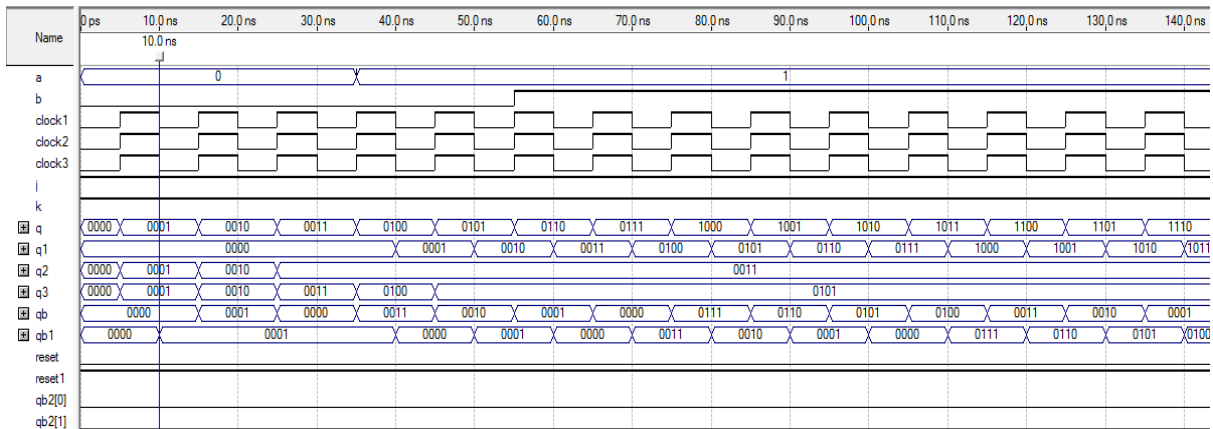 0 ps 10.0 ns 20.0 ns 30.0 ns 40.0 ns 50.0 ns 60.0 ns 70.0 ns 80.0 ns 90.0 ns 100.0 ns 110.0 ns 120.0 ns 130.0 ns 140.0 ns
Name
10.0 ns
a 0 1
b
clock1
clock2
clock3
j
k
q 0000 0001 0010 0011 0100 0101 0110 0111 1000 1001 1010 1011 1100 1101 1110
q1 0000 0001 0010 0011 0100 0101 0110 0111 1000 1001 1010 1011
q2 0000 0001 0010 0011
q3 0000 0001 0010 0011 0100 0101
qb 0000 0001 0000 0011 0010 0001 0000 0111 0110 0101 0100 0011 0010 0001
qb1 0000 0001 0000 0001 0000 0011 0010 0001 0000 0111 0110 0101 0100
reset
reset1
qb2[0]
qb2[1]